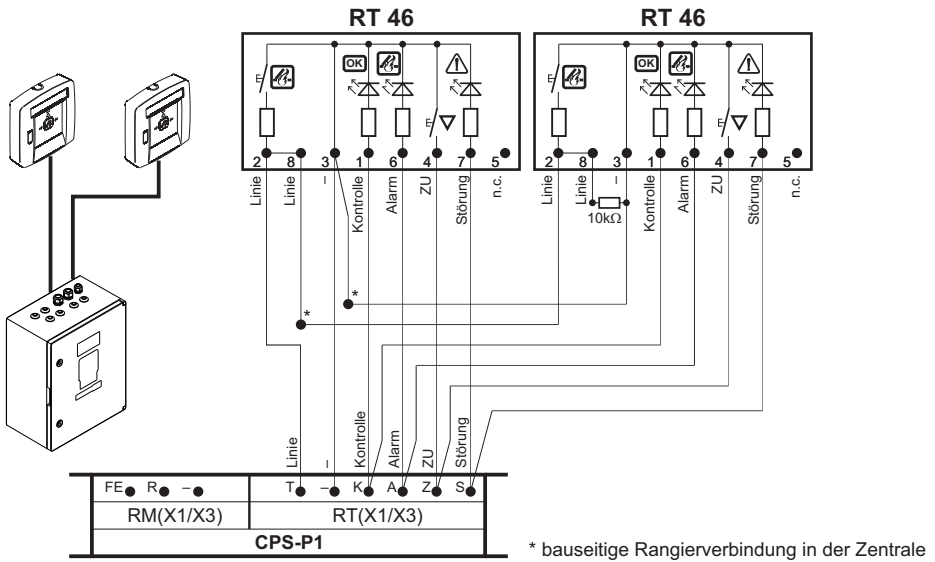 RT 46
RT 46
OK
OK
2 8 3 1 6 4 7 5
2 8 3 1 6 4 7 5
Linie
Linie
–
Kontrolle
Alarm
ZU
Störung
n.c.
Linie
Linie
–
Kontrolle
Alarm
ZU
Störung
n.c.
10kΩ
*
*
Linie
–
Kontrolle
Alarm
ZU
Störung
FE R – T – K A Z S
RM(X1/X3) RT(X1/X3)
CPS-P1
* bauseitige Rangierverbindung in der Zentrale